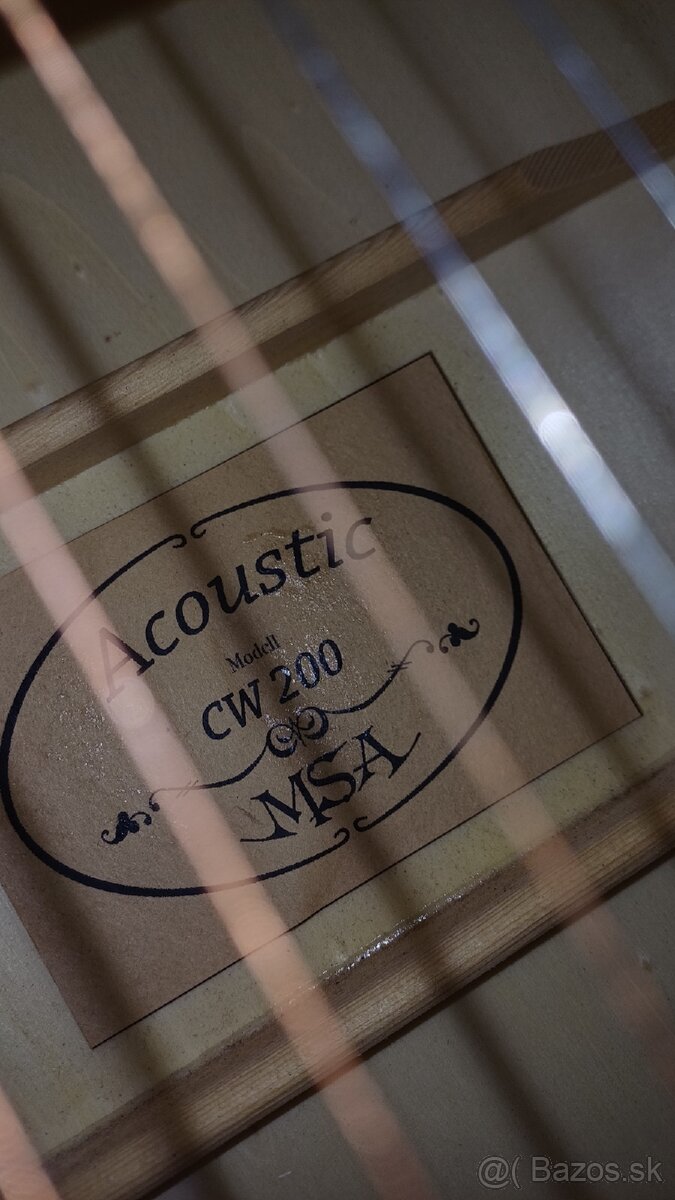 Acoustic
Modell
CW 200
MSA
@( Bazos.sk